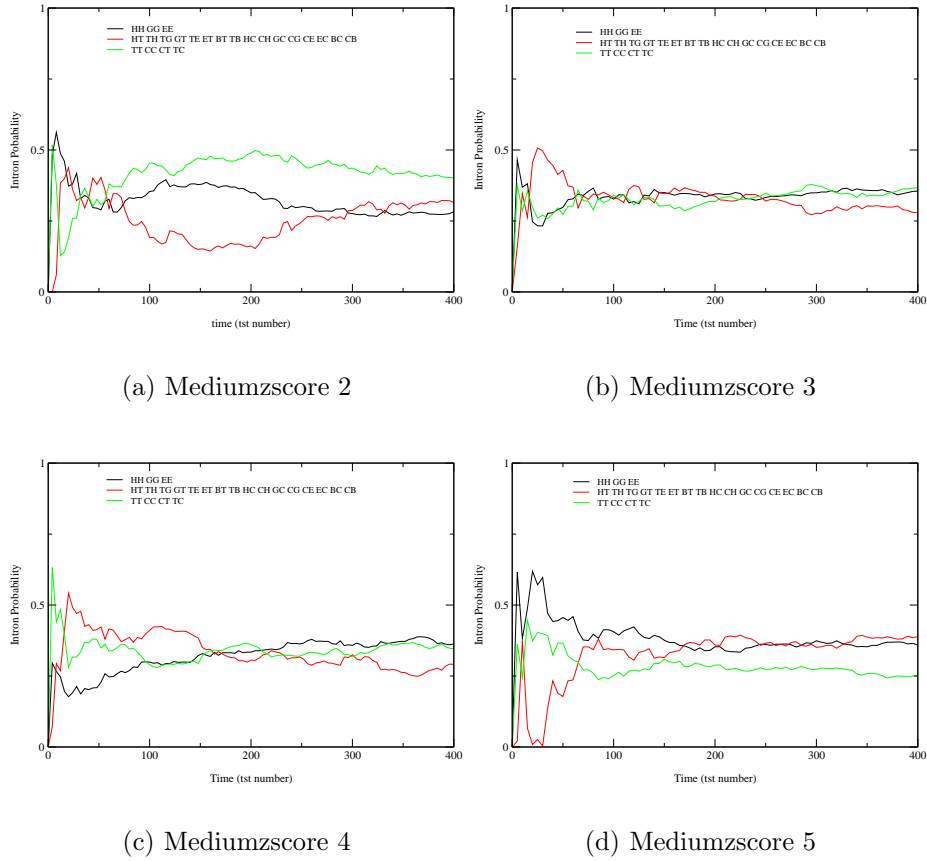 1
HH GG EE
HT TH TG GT TE ET BT TB HC CH GC CG CE EC BC CB
TT CC CT TC
Intron Pobability
0.5
0
0 100 200 300 400
time (tst number)
(a) Mediumzscore 2
1
HH GG EE
HT TH TG GT TE ET BT TB HC CH GC CG CE EC BC CB
TT CC CT TC
Intron Probability
0.5
0
0 100 200 300 400
Time (tst number)
(b) Mediumzscore 3
1
HH GG EE
HT TH TG GT TE ET BT TB HC CH GC CG CE EC BC CB
TT CC CT TC
Intron Probability
0.5
0
0 100 200 300 400
Time (tst number)
(c) Mediumzscore 4
1
HH GG EE
HT TH TG GT TE ET BT TB HC CH GC CG CE EC BC CB
TT CC CT TC
Intron Probability
0.5
0
0 100 200 300 400
Time (tst number)
(d) Mediumzscore 5